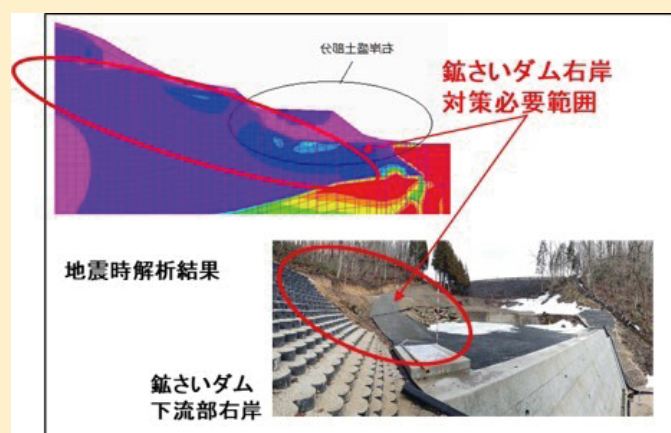 右岸盛土部分
鉱さいダム右岸
対策必要範囲
地震時解析結果
鉱さいダム
下流部右岸